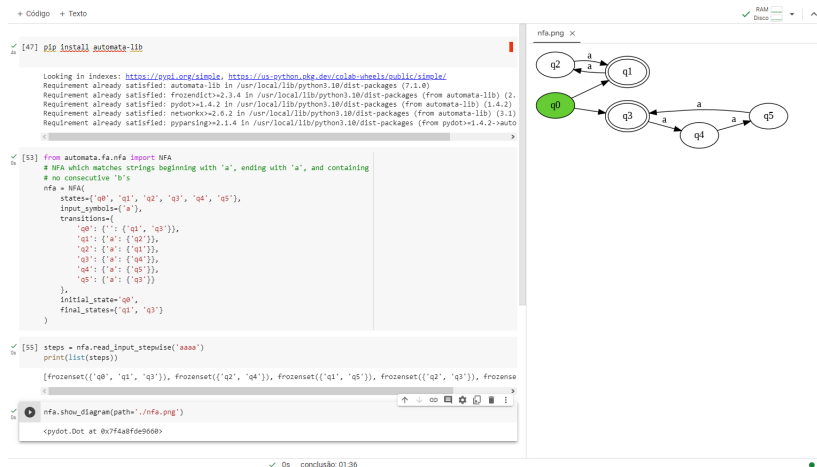 + Código + Texto
RAM
Disco
[47] pip install automata-lib
4s
Looking in indexes: https://pypi.org/simple, https://us-python.pkg.dev/colab-wheels/public/simple/
Requirement already satisfied: automata-lib in /usr/local/lib/python3.10/dist-packages (7.1.0)
Requirement already satisfied: frozendict>=2.3.4 in /usr/local/lib/python3.10/dist-packages (from automata-lib) (2.
Requirement already satisfied: pydot>=1.4.2 in /usr/local/lib/python3.10/dist-packages (from automata-lib) (1.4.2)
Requirement already satisfied: networkx>=2.6.2 in /usr/local/lib/python3.10/dist-packages (from automata-lib) (3.1)
Requirement already satisfied: pyparsing>=2.1.4 in /usr/local/lib/python3.10/dist-packages (from pydot>=1.4.2->auto
[53] from automata.fa.nfa import NFA
0s
# NFA which matches strings beginning with 'a', ending with 'a', and containing
# no consecutive 'b's
nfa = NFA(
states={'q0', 'q1', 'q2', 'q3', 'q4', 'q5'},
input_symbols={'a'},
transitions={
'q0': {'': {'q1', 'q3'}},
'q1': {'a': {'q2'}},
'q2': {'a': {'q1'}},
'q3': {'a': {'q4'}},
'q4': {'a': {'q5'}},
'q5': {'a': {'q3'}}
},
initial_state='q0',
final_states={'q1', 'q3'}
)
[55] steps = nfa.read_input_stepwise('aaaa')
0s
print(list(steps))
[frozenset({'q0', 'q1', 'q3'}), frozenset({'q2', 'q4'}), frozenset({'q1', 'q5'}), frozenset({'q2', 'q3'}), frozense
nfa.show_diagram(path='./nfa.png')
<pydot.Dot at 0x7f4a8fde9660>
nfa.png ×
q2
a
a
q1
q0
q3
a
a
q4
a
q5
0s conclusão: 01:36